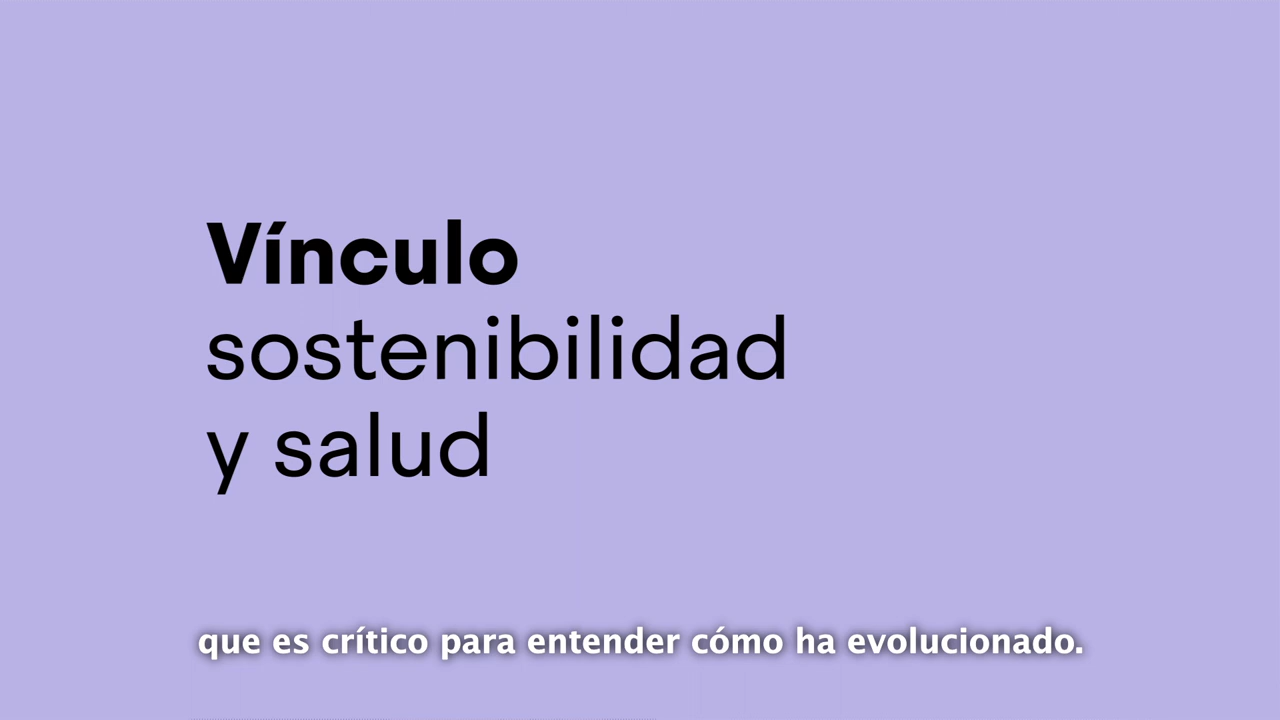 Vínculo
sostenibilidad
y salud
que es crítico para entender cómo ha evolucionado.